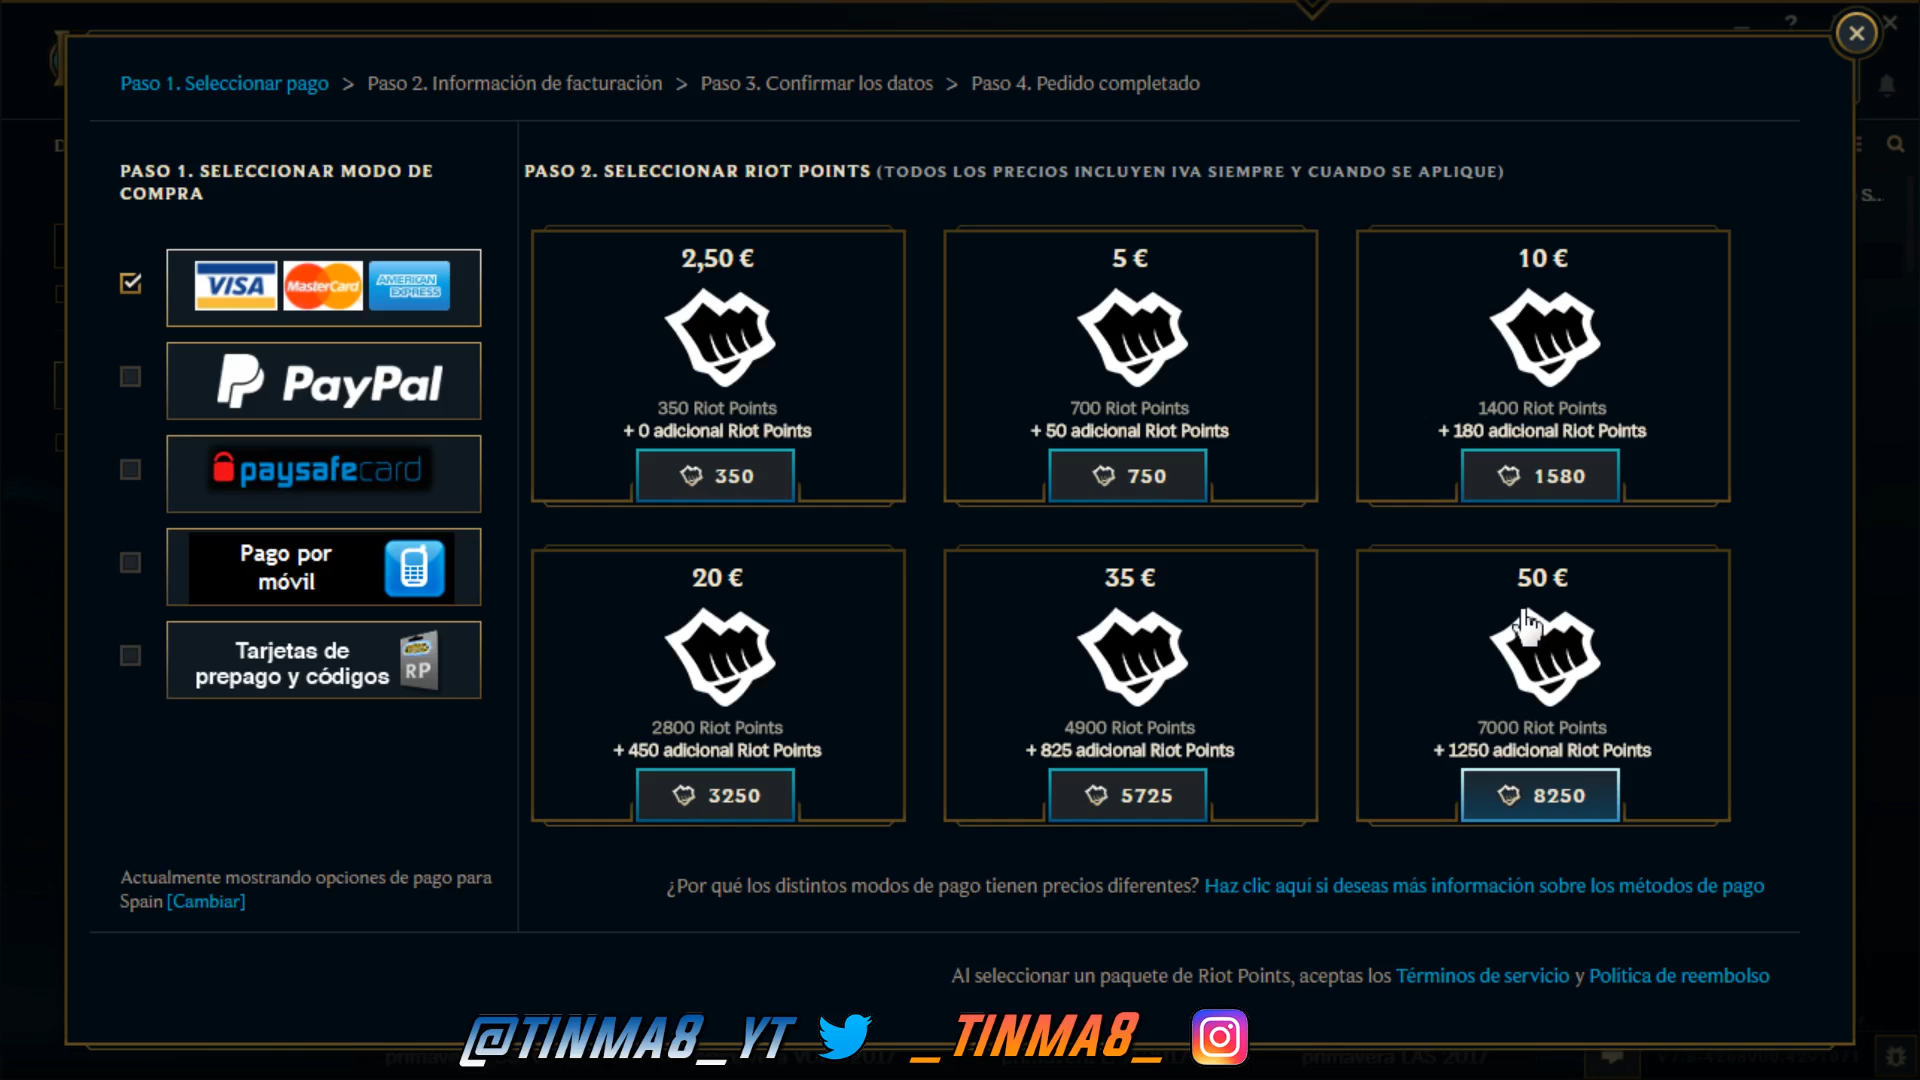 Paso 1. Seleccionar pago > Paso 2. Información de facturación > Paso 3. Confirmar los datos > Paso 4. Pedido completado
PASO 1. SELECCIONAR MODO DE
COMPRA
VISA MasterCard AMERICAN EXPRESS
PayPal
paysafecard
Pago por
móvil
Tarjetas de
prepago y códigos RP
Actualmente mostrando opciones de pago para
Spain [Cambiar]
PASO 2. SELECCIONAR RIOT POINTS (TODOS LOS PRECIOS INCLUYEN IVA SIEMPRE Y CUANDO SE APLIQUE)
2,50 €
350 Riot Points
+ 0 adicional Riot Points
350
5 €
700 Riot Points
+ 50 adicional Riot Points
750
10 €
1400 Riot Points
+ 180 adicional Riot Points
1580
20 €
2800 Riot Points
+ 450 adicional Riot Points
3250
35 €
4900 Riot Points
+ 825 adicional Riot Points
5725
50 €
7000 Riot Points
+ 1250 adicional Riot Points
8250
¿Por qué los distintos modos de pago tienen precios diferentes? Haz clic aquí si deseas más información sobre los métodos de pago
Al seleccionar un paquete de Riot Points, aceptas los Términos de servicio y Política de reembolso
@TINMA8_YT _TINMA8_
primavera LAS 2017